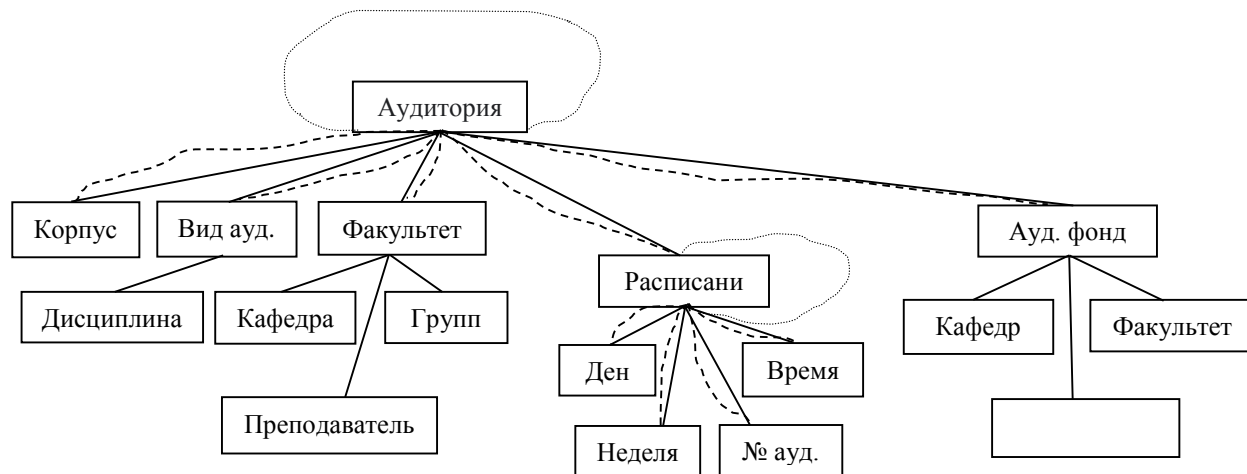 Аудитория
Корпус
Вид ауд.
Факультет
Ауд. фонд
Расписани
Дисциплина
Кафедра
Групп
Кафедр
Факультет
Ден
Время
Преподаватель
Неделя
№ ауд.